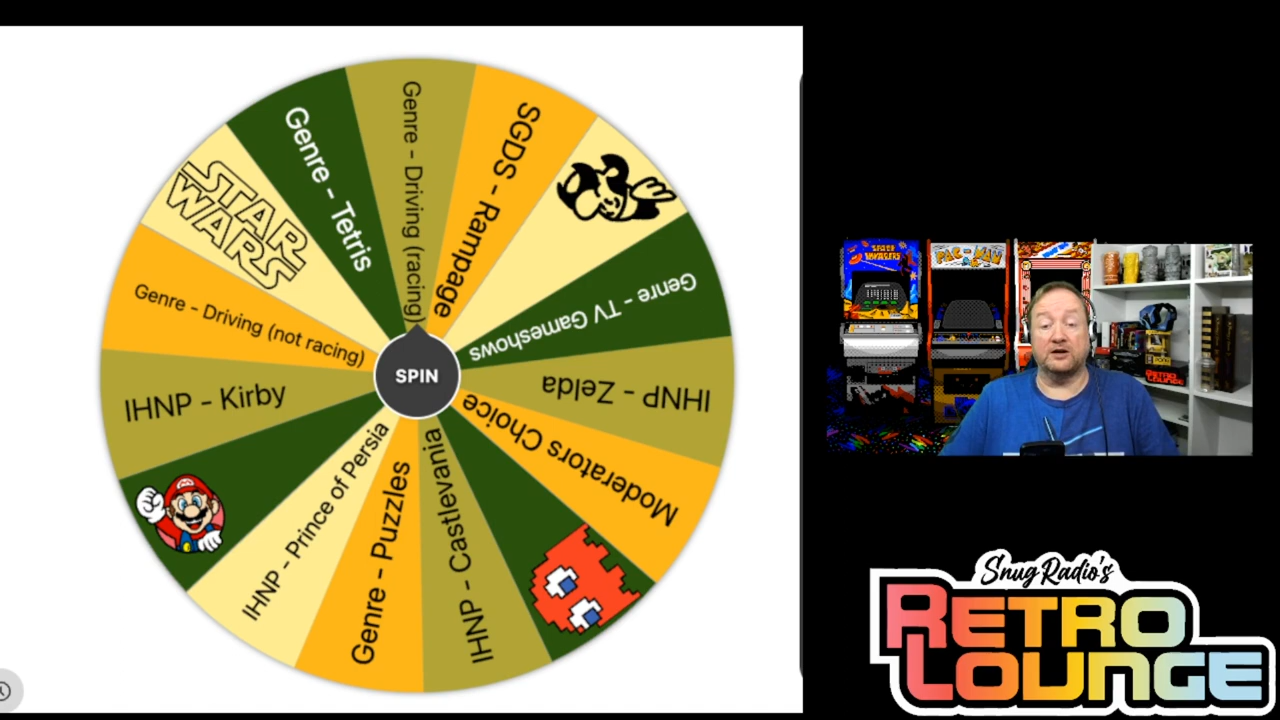 Genre - Driving (racing)
SGDS - Rampage
Genre - TV Gameshows
IHNP - Zelda
Moderators Choice
IHNP - Castlevania
Genre - Puzzles
IHNP - Prince of Persia
IHNP - Kirby
Genre - Driving (not racing)
STAR
WARS
Genre - Tetris
SPIN
SPACE
INVADERS
PAC-MAN
RETRO
LOUNGE
Snug Radio's
RETRO
LOUNGE